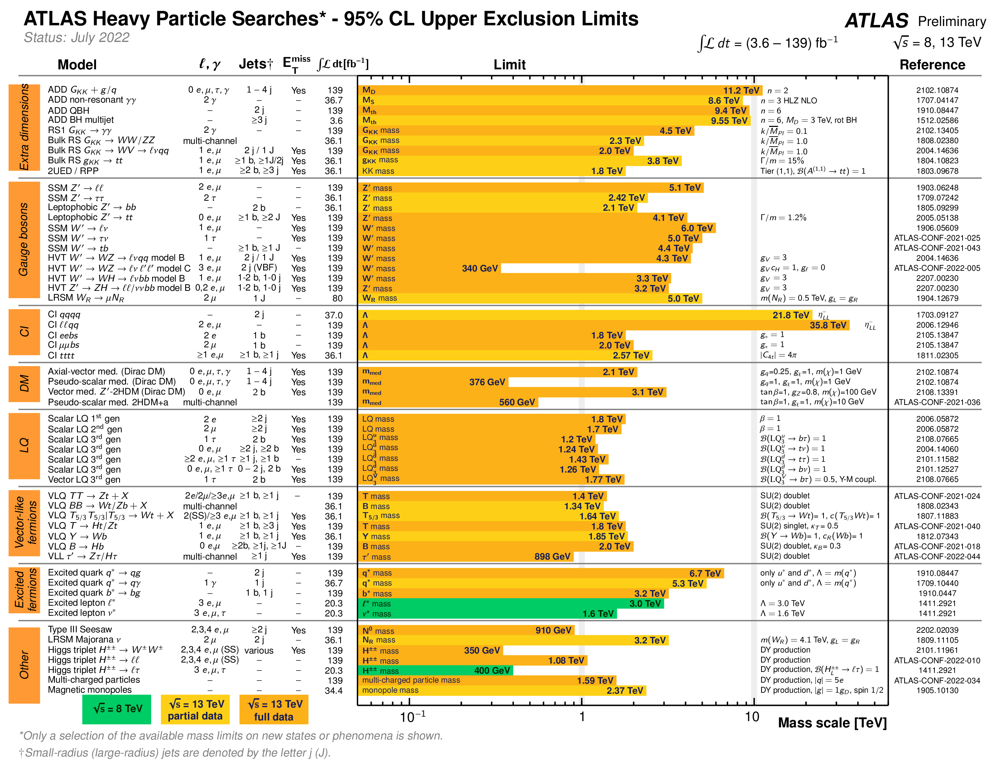 ATLAS Heavy Particle Searches* - 95% CL Upper Exclusion Limits
ATLAS Preliminary
Status: July 2022
∫ℒ dt = (3.6 – 139) fb⁻¹
√s = 8, 13 TeV
Model ℓ, γ Jets† E_T^miss ∫ℒ dt[fb⁻¹] Limit Reference
Extra dimensions
ADD G_KK + g/q 0 e, μ, τ, γ 1 – 4 j Yes 139 M_D 11.2 TeV n = 2 2102.10874
ADD non-resonant γγ 2 γ – – 36.7 M_S 8.6 TeV n = 3 HLZ NLO 1707.04147
ADD QBH – 2 j – 139 M_th 9.4 TeV n = 6 1910.08447
ADD BH multijet – ≥3 j – 3.6 M_th 9.55 TeV n = 6, M_D = 3 TeV, rot BH 1512.02586
RS1 G_KK → γγ 2 γ – – 139 G_KK mass 4.5 TeV k/M̅_Pl = 0.1 2102.13405
Bulk RS G_KK → WW/ZZ multi-channel 36.1 G_KK mass 2.3 TeV k/M̅_Pl = 1.0 1808.02380
Bulk RS G_KK → WV → ℓνqq 1 e, μ 2 j / 1 J Yes 139 G_KK mass 2.0 TeV k/M̅_Pl = 1.0 2004.14636
Bulk RS g_KK → tt 1 e, μ ≥1 b, ≥1J/2j Yes 36.1 g_KK mass 3.8 TeV Γ/m = 15% 1804.10823
2UED / RPP 1 e, μ ≥2 b, ≥3 j Yes 36.1 KK mass 1.8 TeV Tier (1,1), ℬ(A^(1,1) → tt) = 1 1803.09678
Gauge bosons
SSM Z′ → ℓℓ 2 e, μ – – 139 Z′ mass 5.1 TeV 1903.06248
SSM Z′ → ττ 2 τ – – 36.1 Z′ mass 2.42 TeV 1709.07242
Leptophobic Z′ → bb – 2 b – 36.1 Z′ mass 2.1 TeV 1805.09299
Leptophobic Z′ → tt 0 e, μ ≥1 b, ≥2 J Yes 139 Z′ mass 4.1 TeV Γ/m = 1.2% 2005.05138
SSM W′ → ℓν 1 e, μ – Yes 139 W′ mass 6.0 TeV 1906.05609
SSM W′ → τν 1 τ – Yes 139 W′ mass 5.0 TeV ATLAS-CONF-2021-025
SSM W′ → tb – ≥1 b, ≥1 J – 139 W′ mass 4.4 TeV ATLAS-CONF-2021-043
HVT W′ → WZ → ℓνqq model B 1 e, μ 2 j / 1 J Yes 139 W′ mass 4.3 TeV g_V = 3 2004.14636
HVT W′ → WZ → ℓν ℓ′ℓ′ model C 3 e, μ 2 j (VBF) Yes 139 W′ mass 340 GeV g_V c_H = 1, g_f = 0 ATLAS-CONF-2022-005
HVT W′ → WH → ℓνbb model B 1 e, μ 1-2 b, 1-0 j Yes 139 W′ mass 3.3 TeV g_V = 3 2207.00230
HVT Z′ → ZH → ℓℓ/ννbb model B 0,2 e, μ 1-2 b, 1-0 j Yes 139 Z′ mass 3.2 TeV g_V = 3 2207.00230
LRSM W_R → μN_R 2 μ 1 J – 80 W_R mass 5.0 TeV m(N_R) = 0.5 TeV, g_L = g_R 1904.12679
CI
CI qqqq – 2 j – 37.0 Λ 21.8 TeV η⁻_LL 1703.09127
CI ℓℓqq 2 e, μ – – 139 Λ 35.8 TeV η⁻_LL 2006.12946
CI eebs 2 e 1 b – 139 Λ 1.8 TeV g_* = 1 2105.13847
CI μμbs 2 μ 1 b – 139 Λ 2.0 TeV g_* = 1 2105.13847
CI tttt ≥1 e,μ ≥1 b, ≥1 j Yes 36.1 Λ 2.57 TeV |C_4t| = 4π 1811.02305
DM
Axial-vector med. (Dirac DM) 0 e, μ, τ, γ 1 – 4 j Yes 139 m_med 2.1 TeV g_q=0.25, g_χ=1, m(χ)=1 GeV 2102.10874
Pseudo-scalar med. (Dirac DM) 0 e, μ, τ, γ 1 – 4 j Yes 139 m_med 376 GeV g_q=1, g_χ=1, m(χ)=1 GeV 2102.10874
Vector med. Z′-2HDM (Dirac DM) 0 e, μ 2 b Yes 139 m_med 3.1 TeV tan β=1, g_Z=0.8, m(χ)=100 GeV 2108.13391
Pseudo-scalar med. 2HDM+a multi-channel 139 m_med 560 GeV tan β=1, g_χ=1, m(χ)=10 GeV ATLAS-CONF-2021-036
LQ
Scalar LQ 1st gen 2 e ≥2 j Yes 139 LQ mass 1.8 TeV β = 1 2006.05872
Scalar LQ 2nd gen 2 μ ≥2 j Yes 139 LQ mass 1.7 TeV β = 1 2006.05872
Scalar LQ 3rd gen 1 τ 2 b Yes 139 LQ₃ᵘ mass 1.2 TeV ℬ(LQ₃ᵘ → bτ) = 1 2108.07665
Scalar LQ 3rd gen 0 e, μ ≥2 j, ≥2 b Yes 139 LQ₃ᵘ mass 1.24 TeV ℬ(LQ₃ᵘ → tν) = 1 2004.14060
Scalar LQ 3rd gen ≥2 e, μ, ≥1 τ ≥1 j, ≥1 b – 139 LQ₃ᵈ mass 1.43 TeV ℬ(LQ₃ᵈ → tτ) = 1 2101.11582
Scalar LQ 3rd gen 0 e, μ, ≥1 τ 0 – 2 j, 2 b Yes 139 LQ₃ᵈ mass 1.26 TeV ℬ(LQ₃ᵈ → bν) = 1 2101.12527
Vector LQ 3rd gen 1 τ 2 b Yes 139 LQ₃ⱽ mass 1.77 TeV ℬ(LQ₃ⱽ → bτ) = 0.5, Y-M coupl. 2108.07665
Vector-like fermions
VLQ TT → Zt + X 2e/2μ/≥3e,μ ≥1 b, ≥1 j – 139 T mass 1.4 TeV SU(2) doublet ATLAS-CONF-2021-024
VLQ BB → Wt/Zb + X multi-channel 36.1 B mass 1.34 TeV SU(2) doublet 1808.02343
VLQ T_5/3 T_5/3|T_5/3 → Wt + X 2(SS)/≥3 e,μ ≥1 b, ≥1 j Yes 36.1 T_5/3 mass 1.64 TeV ℬ(T_5/3 → Wt)= 1, c(T_5/3 Wt)= 1 1807.11883
VLQ T → Ht/Zt 1 e, μ ≥1 b, ≥3 j Yes 139 T mass 1.8 TeV SU(2) singlet, κ_T= 0.5 ATLAS-CONF-2021-040
VLQ Y → Wb 1 e, μ ≥1 b, ≥1 j Yes 36.1 Y mass 1.85 TeV ℬ(Y → Wb)= 1, c_R(Wb)= 1 1812.07343
VLQ B → Hb 0 e,μ ≥2b, ≥1j, ≥1J – 139 B mass 2.0 TeV SU(2) doublet, κ_B= 0.3 ATLAS-CONF-2021-018
VLL τ′ → Zτ/Hτ multi-channel ≥1 j Yes 139 τ′ mass 898 GeV SU(2) doublet ATLAS-CONF-2022-044
Excited fermions
Excited quark q* → qg – 2 j – 139 q* mass 6.7 TeV only u* and d*, Λ = m(q*) 1910.08447
Excited quark q* → qγ 1 γ 1 j – 36.7 q* mass 5.3 TeV only u* and d*, Λ = m(q*) 1709.10440
Excited quark b* → bg – 1 b, 1 j – 139 b* mass 3.2 TeV 1910.0447
Excited lepton ℓ* 3 e, μ – – 20.3 ℓ* mass 3.0 TeV Λ = 3.0 TeV 1411.2921
Excited lepton ν* 3 e, μ, τ – – 20.3 ν* mass 1.6 TeV Λ = 1.6 TeV 1411.2921
Other
Type III Seesaw 2,3,4 e, μ ≥2 j Yes 139 N⁰ mass 910 GeV 2202.02039
LRSM Majorana ν 2 μ 2 j – 36.1 N_R mass 3.2 TeV m(W_R) = 4.1 TeV, g_L = g_R 1809.11105
Higgs triplet H±± → W±W± 2,3,4 e, μ (SS) various Yes 139 H±± mass 350 GeV DY production 2101.11961
Higgs triplet H±± → ℓℓ 2,3,4 e, μ (SS) – – 139 H±± mass 1.08 TeV DY production ATLAS-CONF-2022-010
Higgs triplet H±± → ℓτ 3 e, μ, τ – – 20.3 H±± mass 400 GeV DY production, ℬ(H_L±± → ℓτ) = 1 1411.2921
Multi-charged particles – – – 139 multi-charged particle mass 1.59 TeV DY production, |q| = 5e ATLAS-CONF-2022-034
Magnetic monopoles – – – 34.4 monopole mass 2.37 TeV DY production, |g| = 1g_D, spin 1/2 1905.10130
√s = 8 TeV
√s = 13 TeV partial data
√s = 13 TeV full data
10⁻¹ 1 10 Mass scale [TeV]
*Only a selection of the available mass limits on new states or phenomena is shown.
†Small-radius (large-radius) jets are denoted by the letter j (J).